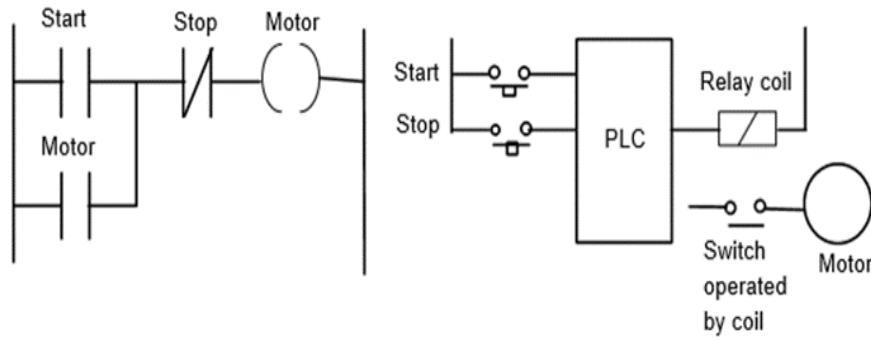 Start
Stop
Motor
Motor
Start
Stop
PLC
Relay coil
Switch
operated
by coil
Motor